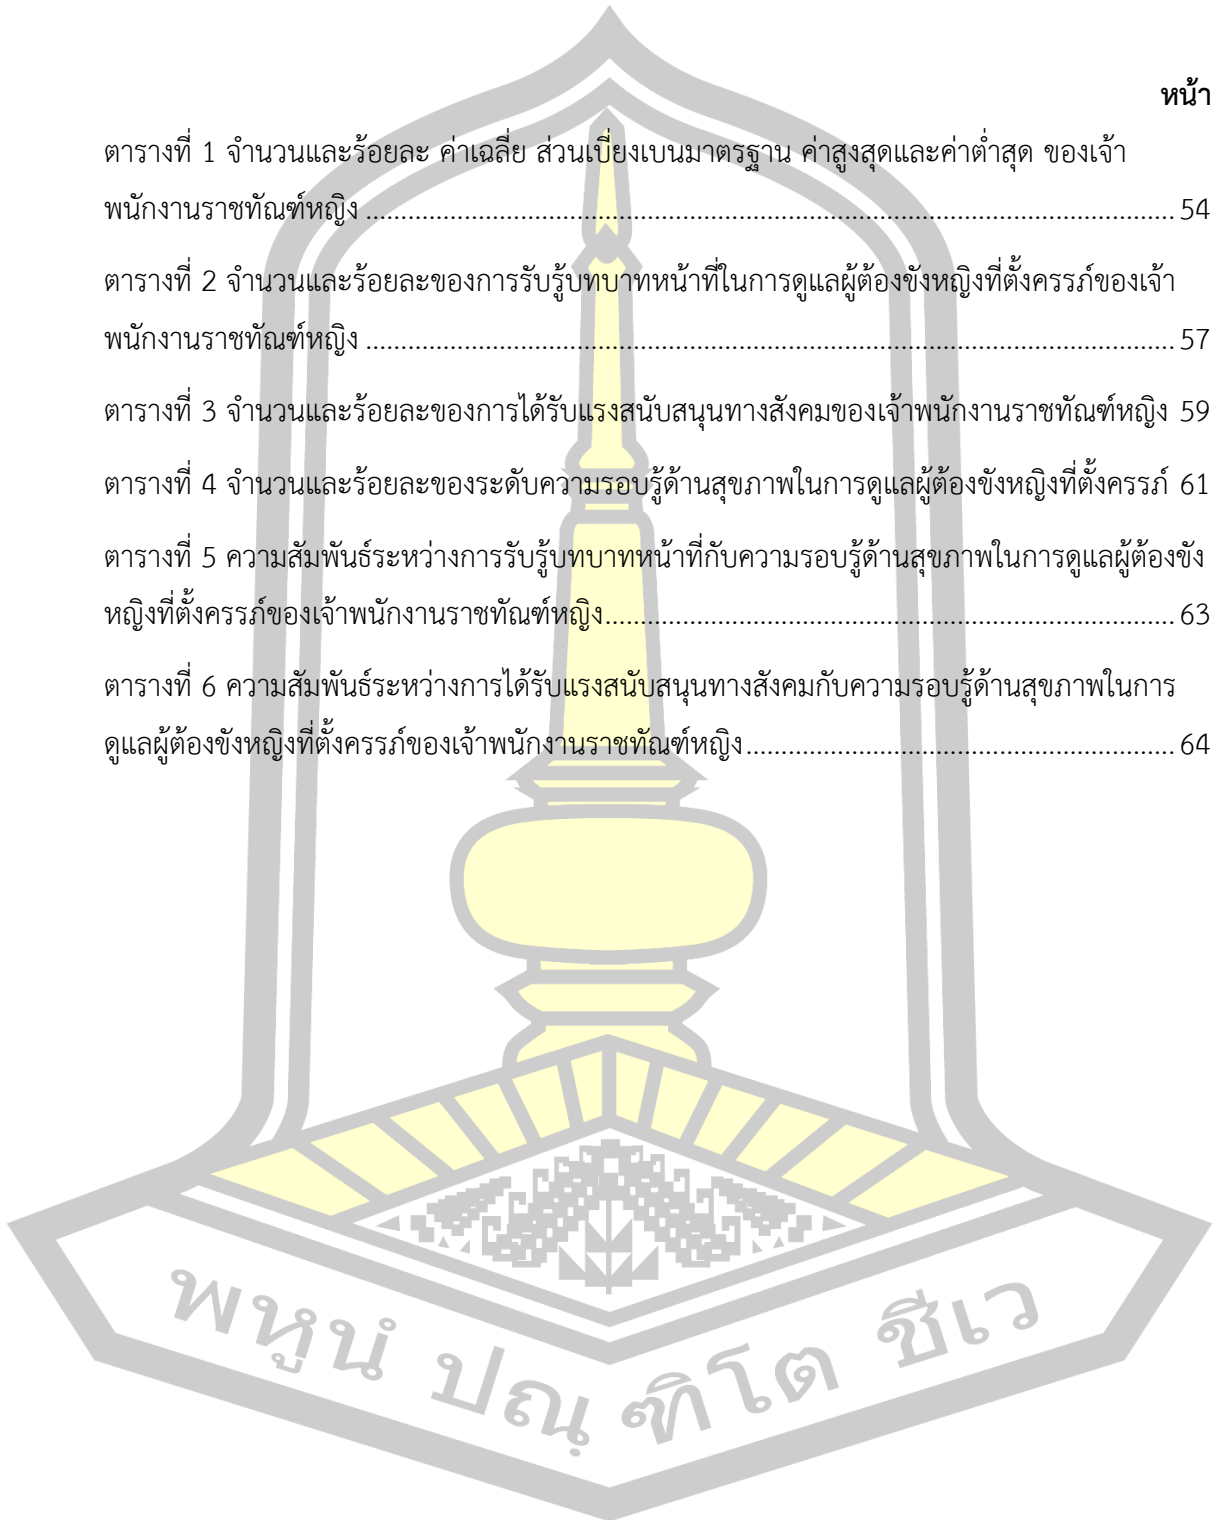 หน้า
ตารางที่ 1 จำนวนและร้อยละ ค่าเฉลี่ย ส่วนเบี่ยงเบนมาตรฐาน ค่าสูงสุดและค่าต่ำสุด ของเจ้า
พนักงานราชทัณฑ์หญิง ........................................................................................................ 54
ตารางที่ 2 จำนวนและร้อยละของการรับรู้บทบาทหน้าที่ในการดูแลผู้ต้องขังหญิงที่ตั้งครรภ์ของเจ้า
พนักงานราชทัณฑ์หญิง ........................................................................................................ 57
ตารางที่ 3 จำนวนและร้อยละของการได้รับแรงสนับสนุนทางสังคมของเจ้าพนักงานราชทัณฑ์หญิง 59
ตารางที่ 4 จำนวนและร้อยละของระดับความรอบรู้ด้านสุขภาพในการดูแลผู้ต้องขังหญิงที่ตั้งครรภ์ 61
ตารางที่ 5 ความสัมพันธ์ระหว่างการรับรู้บทบาทหน้าที่กับความรอบรู้ด้านสุขภาพในการดูแลผู้ต้องขัง
หญิงที่ตั้งครรภ์ของเจ้าพนักงานราชทัณฑ์หญิง........................................................................ 63
ตารางที่ 6 ความสัมพันธ์ระหว่างการได้รับแรงสนับสนุนทางสังคมกับความรอบรู้ด้านสุขภาพในการ
ดูแลผู้ต้องขังหญิงที่ตั้งครรภ์ของเจ้าพนักงานราชทัณฑ์หญิง...................................................... 64
พหูนํ ปณฺ ฑิโต ชีเว